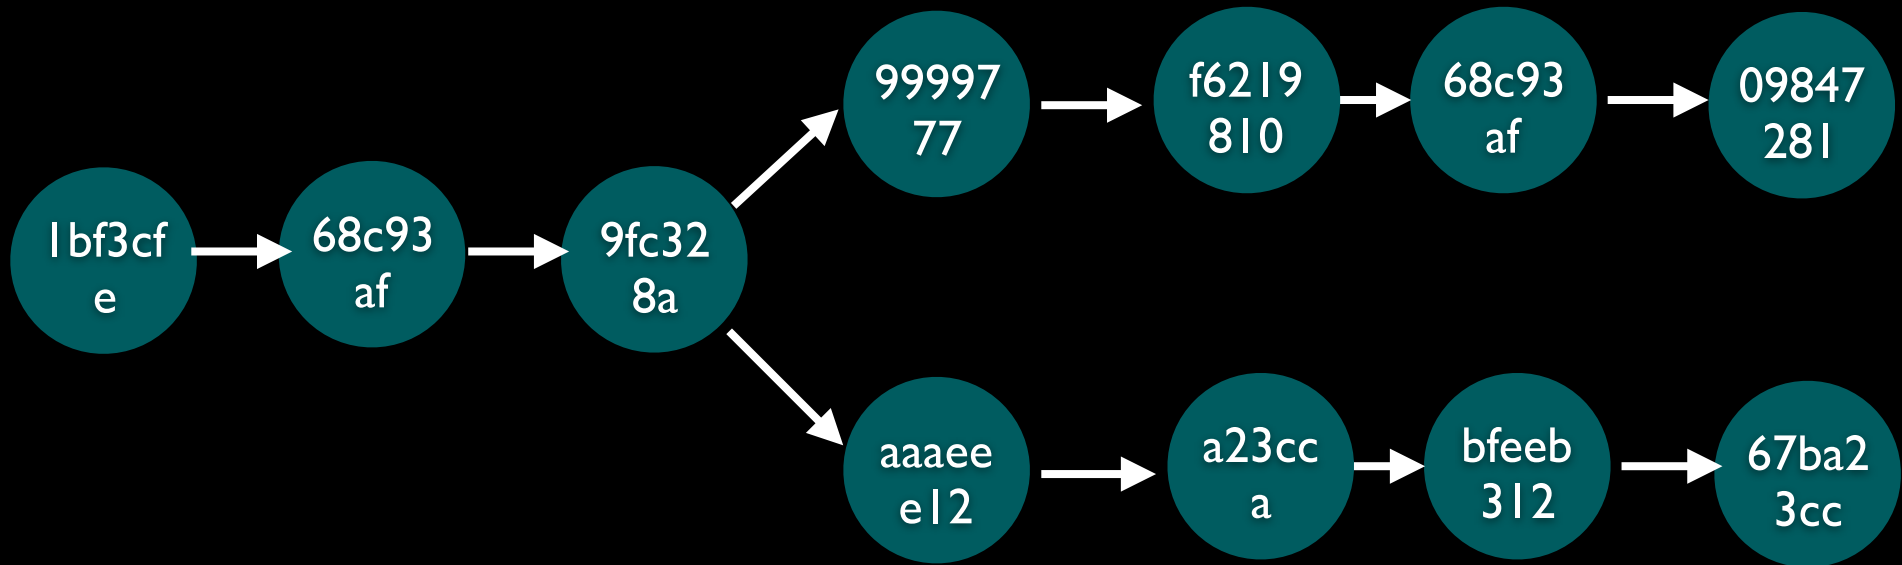 1bf3cf
e
68c93
af
9fc32
8a
99997
77
f6219
810
68c93
af
09847
281
aaaee
e12
a23cc
a
bfeeb
312
67ba2
3cc